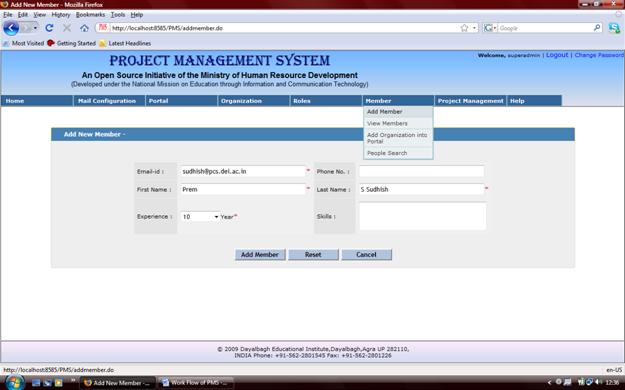 Add New Member - Mozilla Firefox
File Edit View History Bookmarks Tools Help
http://localhost:8585/PMS/addmember.do
Google
Most Visited Getting Started Latest Headlines
PROJECT MANAGEMENT SYSTEM
Welcome, superadmin | Logout | Change Password
An Open Source Initiative of the Ministry of Human Resource Development
(Developed under the National Mission on Education through Information and Communication Technology)
Home Mail Configuration Portal Organization Roles Member Project Management Help
Add Member
View Members
Add Organization into
Portal
People Search
Add New Member -
Email-id : sudhish@pcs.dei.ac.in * Phone No. :
First Name : Prem * Last Name : S Sudhish *
Experience : 10 Year* Skills :
Add Member Reset Cancel
© 2009 Dayalbagh Educational Institute,Dayalbagh,Agra UP 282110,
INDIA Phone: +91-562-2801545 Fax: +91-562-2801226
http://localhost:8585/PMS/addmember.do en-US
Add New Member -... Work Flow of PMS -... 12:36